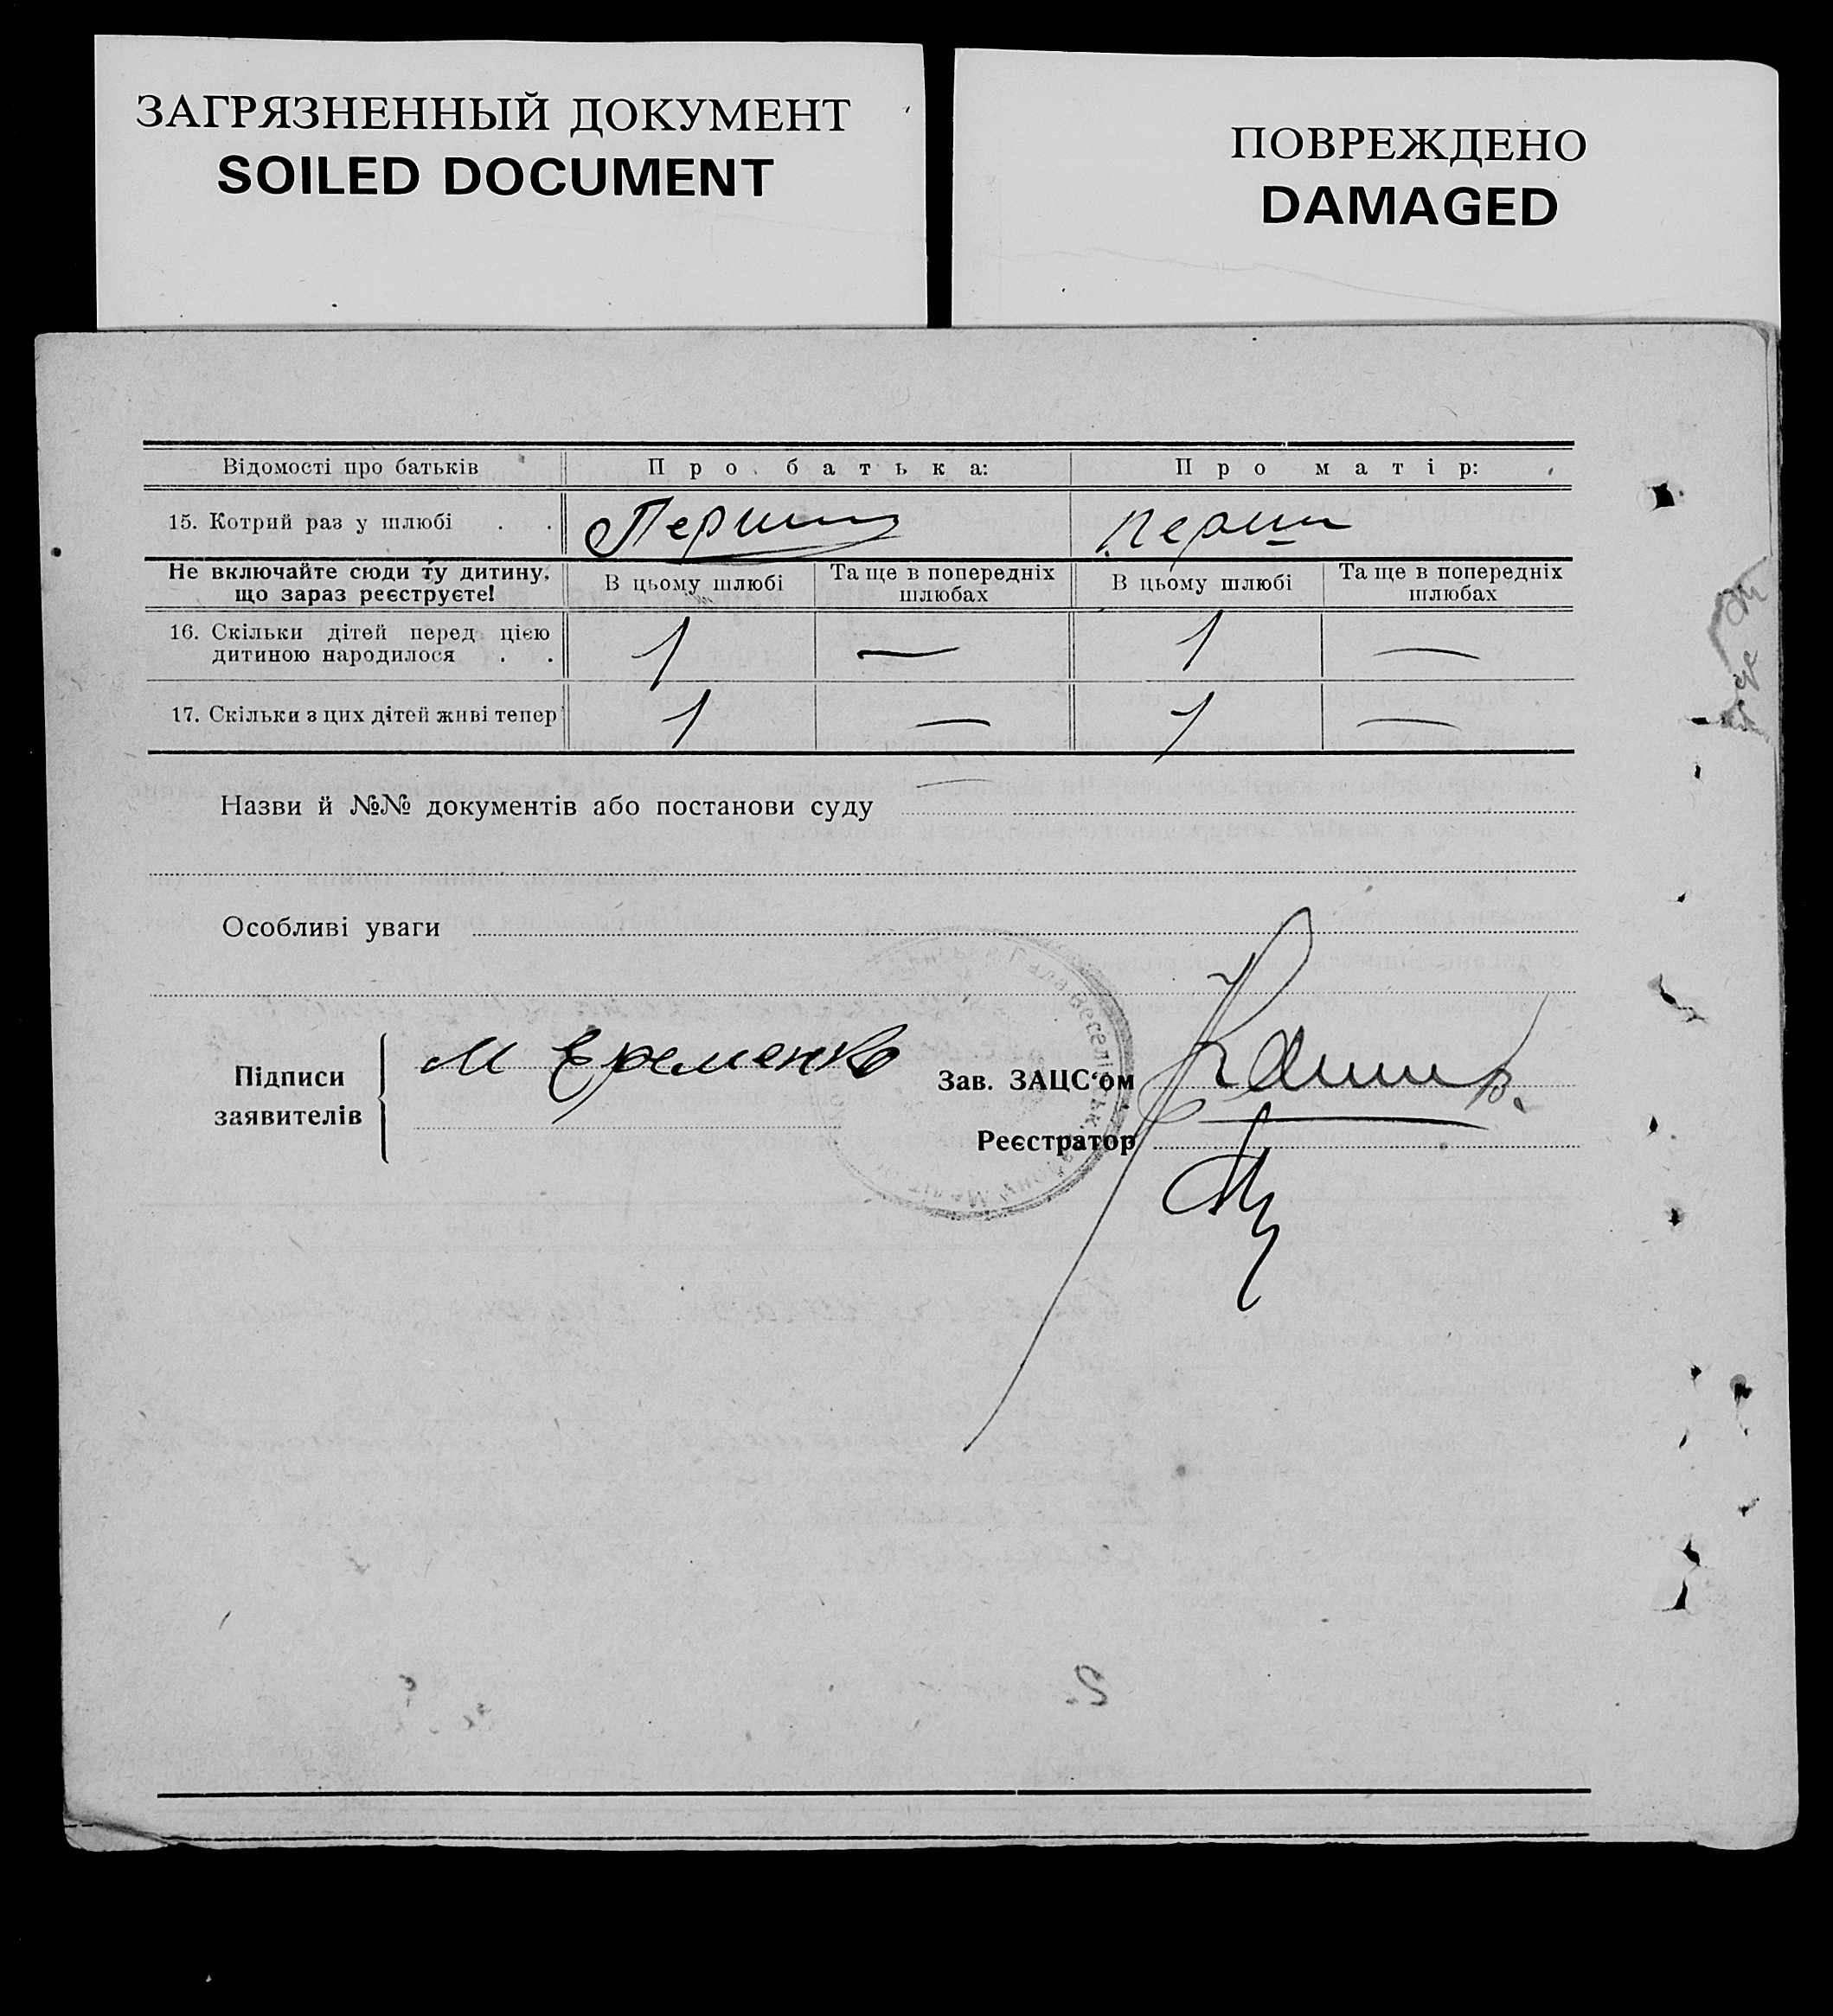 ЗАГРЯЗНЕННЫЙ ДОКУМЕНТ
SOILED DOCUMENT
ПОВРЕЖДЕНО
DAMAGED
Відомості про батьків Про батька: Про матір:
15. Котрий раз у шлюбі . . Перший Перши
Не включайте сюди ту дитину, що зараз реєструєте! В цьому шлюбі Та ще в попередніх шлюбах В цьому шлюбі Та ще в попередніх шлюбах
16. Скільки дітей перед цією
дитиною народилося . . 1 — 1 —
17. Скільки з цих дітей живі тепер 1 — 1 —
Назви й №№ документів або постанови суду —
Особливі уваги
Підписи
заявителів
М Еременко
Зав. ЗАЦС‘ом
Реєстратор